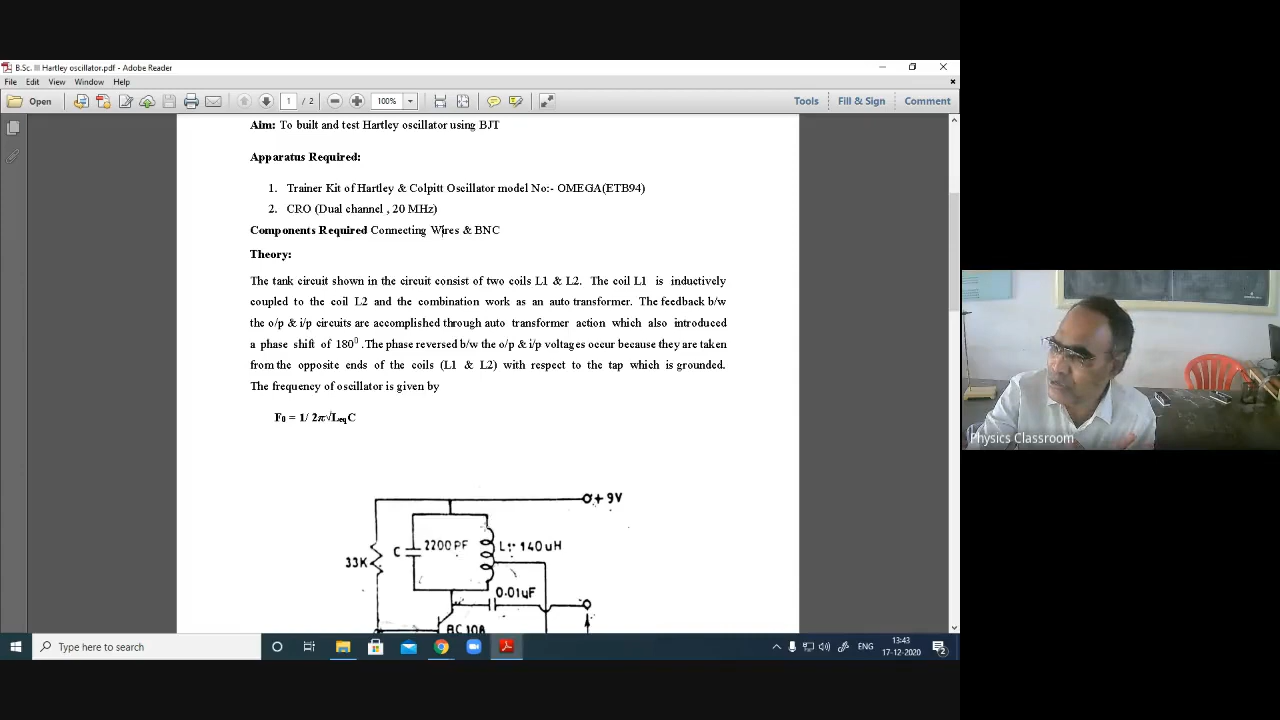 B.Sc. III Hartley oscillator.pdf - Adobe Reader
File Edit View Window Help
Open 1 / 2 100% Tools Fill & Sign Comment
Aim: To built and test Hartley oscillator using BJT
Apparatus Required:
1. Trainer Kit of Hartley & Colpitt Oscillator model No:- OMEGA(ETB94)
2. CRO (Dual channel , 20 MHz)
Components Required Connecting Wires & BNC
Theory:
The tank circuit shown in the circuit consist of two coils L1 & L2. The coil L1 is inductively
coupled to the coil L2 and the combination work as an auto transformer. The feedback b/w
the o/p & i/p circuits are accomplished through auto transformer action which also introduced
a phase shift of 180⁰ .The phase reversed b/w the o/p & i/p voltages occur because they are taken
from the opposite ends of the coils (L1 & L2) with respect to the tap which is grounded.
The frequency of oscillator is given by
F₀ = 1/ 2π√LeqC
+ 9V
C 2200 PF L1- 140 uH
33K
0.01uF
Physics Classroom
Type here to search
ENG
13:43
17-12-2020
2